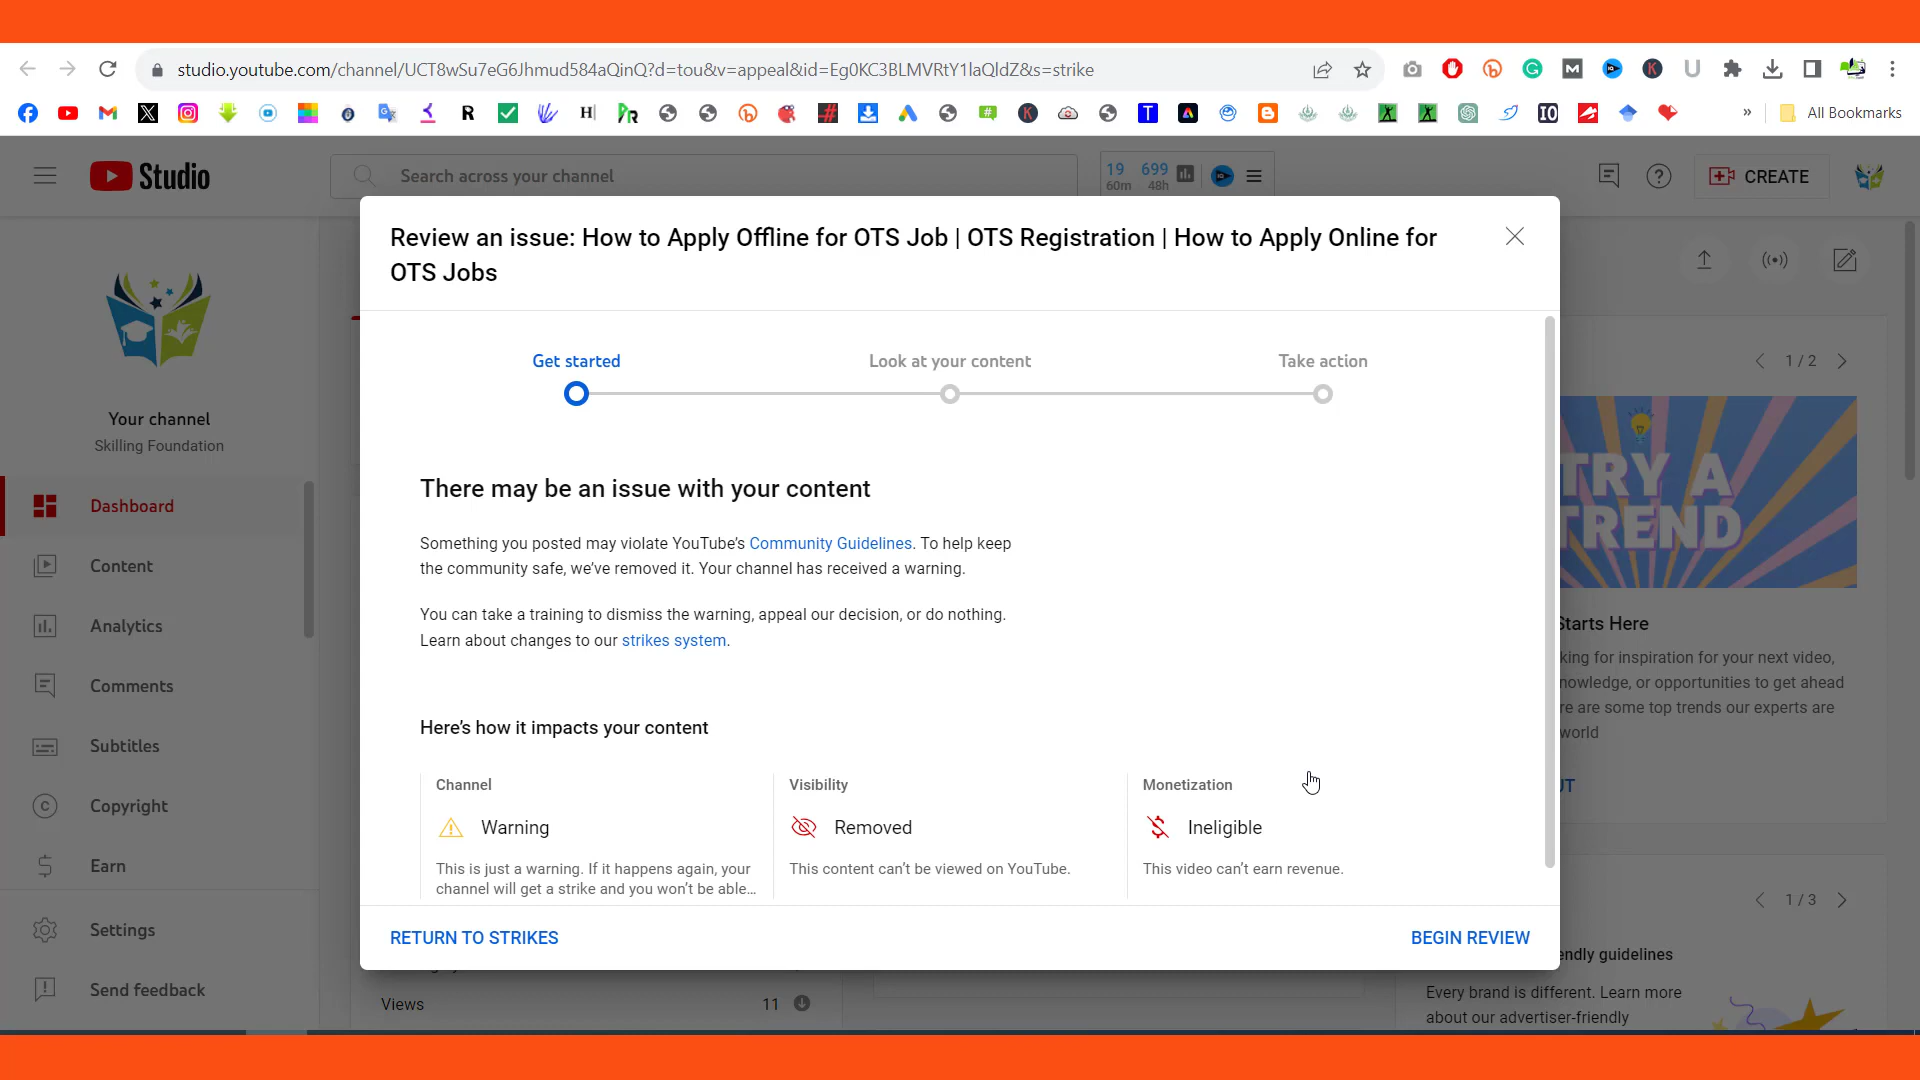 studio.youtube.com/channel/UCT8wSu7eG6Jhmud584aQinQ?d=tou&v=appeal&id=Eg0KC3BLMVRtY1laQldZ&s=strike
All Bookmarks
Studio
Search across your channel
19 699
60m 48h
CREATE
Review an issue: How to Apply Offline for OTS Job | OTS Registration | How to Apply Online for
OTS Jobs
Get started
Look at your content
Take action
1 / 2
Your channel
Skilling Foundation
TRY A
TREND
There may be an issue with your content
Dashboard
Something you posted may violate YouTube's Community Guidelines. To help keep
the community safe, we've removed it. Your channel has received a warning.
Content
You can take a training to dismiss the warning, appeal our decision, or do nothing.
Learn about changes to our strikes system.
Analytics
Starts Here
king for inspiration for your next video,
nowledge, or opportunities to get ahead
re are some top trends our experts are
world
Comments
Here's how it impacts your content
Subtitles
Channel
Visibility
Monetization
Copyright
Warning
Removed
Ineligible
This is just a warning. If it happens again, your
channel will get a strike and you won't be able...
This content can't be viewed on YouTube.
This video can't earn revenue.
Earn
1 / 3
Settings
RETURN TO STRIKES
BEGIN REVIEW
endly guidelines
Send feedback
Views
11
Every brand is different. Learn more
about our advertiser-friendly